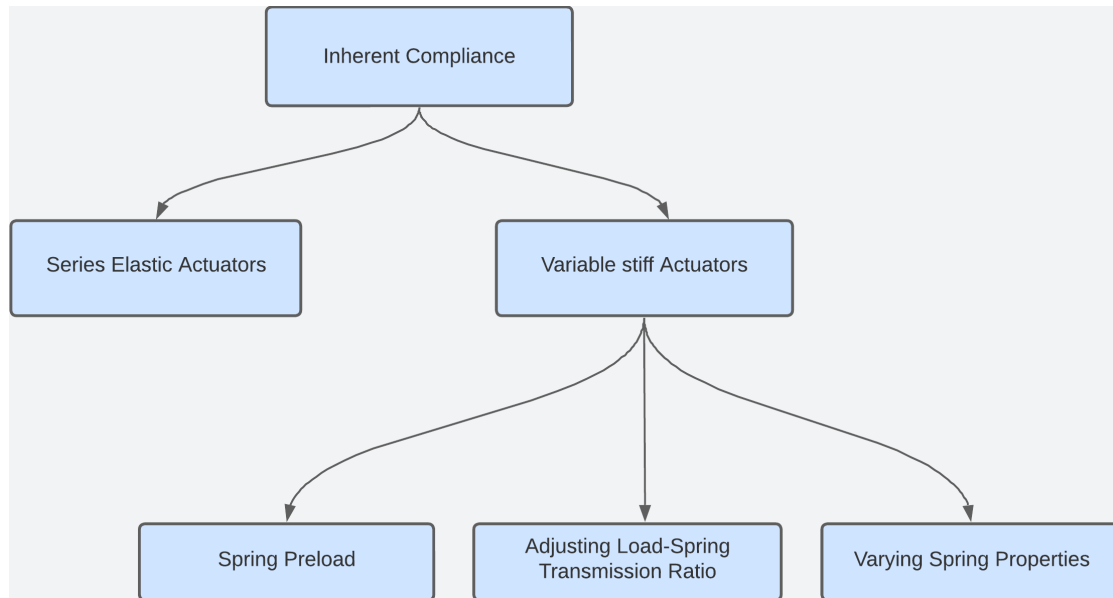 Inherent Compliance
Series Elastic Actuators
Variable stiff Actuators
Spring Preload
Adjusting Load-Spring
Transmission Ratio
Varying Spring Properties